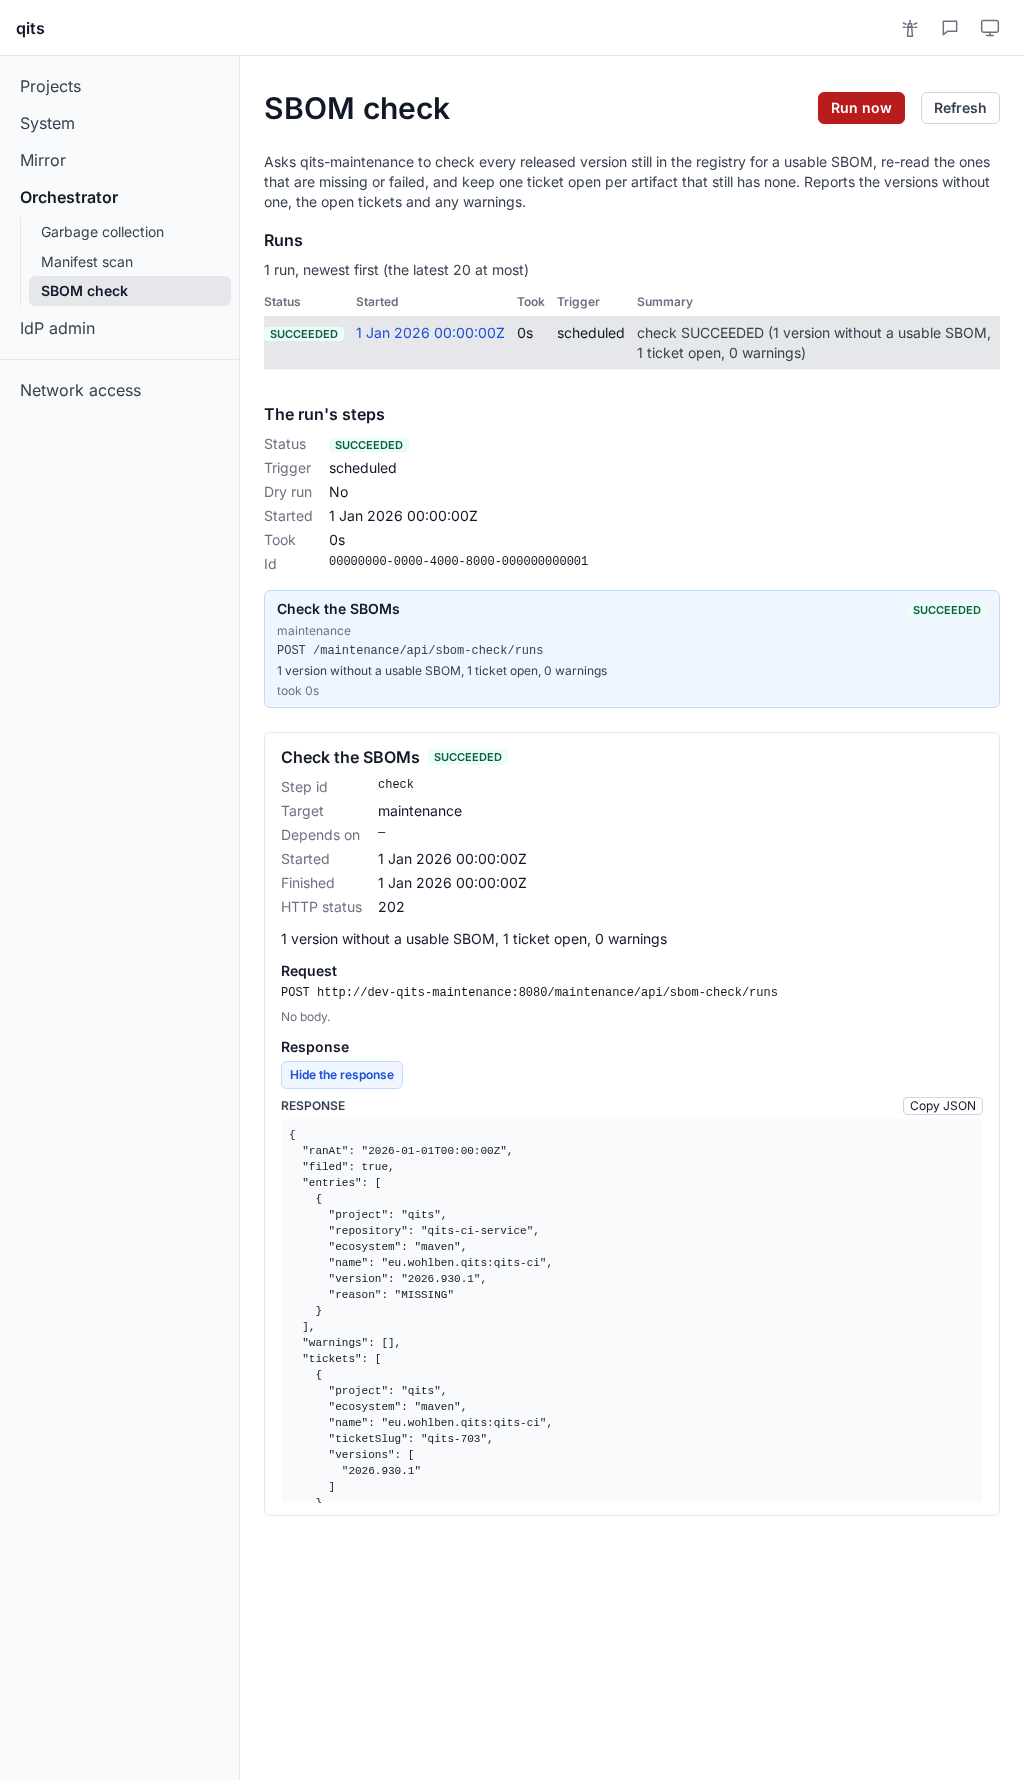 qits
Projects
System
Mirror
Orchestrator
Garbage collection
Manifest scan
SBOM check
IdP admin
Network access
SBOM check
Run now
Refresh
Asks qits-maintenance to check every released version still in the registry for a usable SBOM, re-read the ones
that are missing or failed, and keep one ticket open per artifact that still has none. Reports the versions without
one, the open tickets and any warnings.
Runs
1 run, newest first (the latest 20 at most)
Status Started Took Trigger Summary
SUCCEEDED 1 Jan 2026 00:00:00Z 0s scheduled check SUCCEEDED (1 version without a usable SBOM,
1 ticket open, 0 warnings)
The run's steps
Status SUCCEEDED
Trigger scheduled
Dry run No
Started 1 Jan 2026 00:00:00Z
Took 0s
Id 00000000-0000-4000-8000-000000000001
Check the SBOMs SUCCEEDED
maintenance
POST /maintenance/api/sbom-check/runs
1 version without a usable SBOM, 1 ticket open, 0 warnings
took 0s
Check the SBOMs SUCCEEDED
Step id check
Target maintenance
Depends on —
Started 1 Jan 2026 00:00:00Z
Finished 1 Jan 2026 00:00:00Z
HTTP status 202
1 version without a usable SBOM, 1 ticket open, 0 warnings
Request
POST http://dev-qits-maintenance:8080/maintenance/api/sbom-check/runs
No body.
Response
Hide the response
RESPONSE Copy JSON
{
  "ranAt": "2026-01-01T00:00:00Z",
  "filed": true,
  "entries": [
    {
      "project": "qits",
      "repository": "qits-ci-service",
      "ecosystem": "maven",
      "name": "eu.wohlben.qits:qits-ci",
      "version": "2026.930.1",
      "reason": "MISSING"
    }
  ],
  "warnings": [],
  "tickets": [
    {
      "project": "qits",
      "ecosystem": "maven",
      "name": "eu.wohlben.qits:qits-ci",
      "ticketSlug": "qits-703",
      "versions": [
        "2026.930.1"
      ]
    }